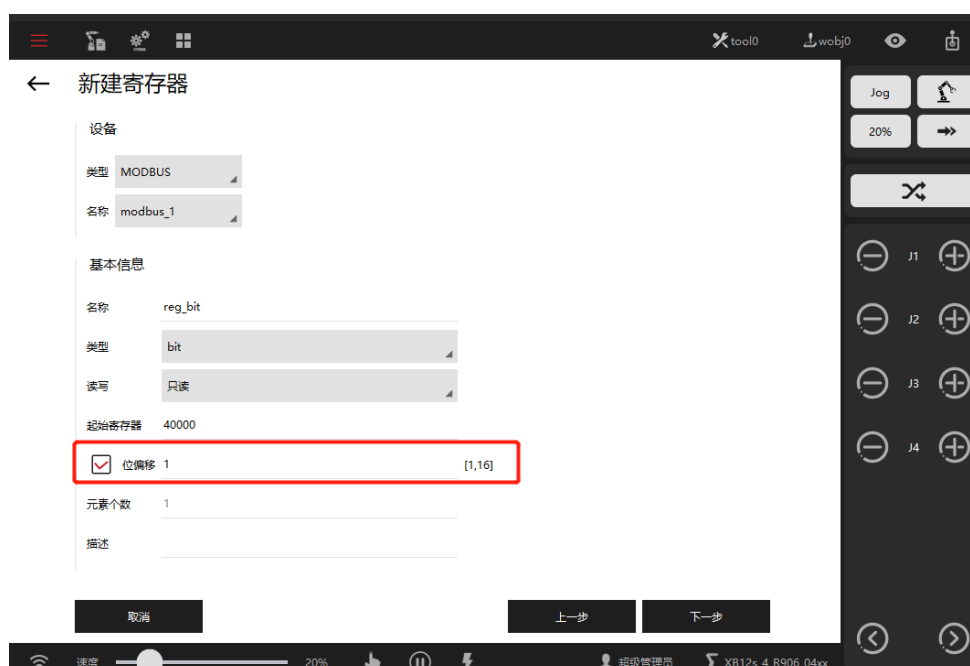 tool0 wobj0
新建寄存器
Jog
设备
20%
类型 MODBUS
名称 modbus_1
基本信息
J1
名称 reg_bit
J2
类型 bit
读写 只读
J3
起始寄存器 40000
J4
位偏移 1 [1,16]
元素个数 1
描述
取消 上一步 下一步
速度 20% 超级管理员 XB12s_4_R906_04xx